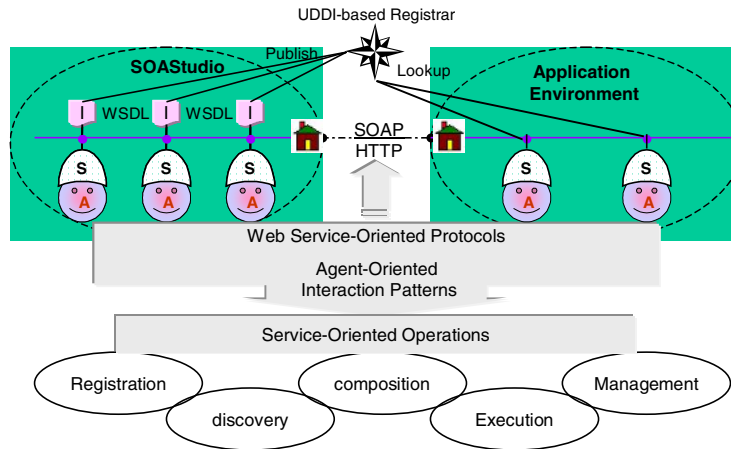 UDDI-based Registrar
Publish
SOAStudio
Lookup
Application
Environment
I WSDL I WSDL I
SOAP
HTTP
S S S S S
A A A A A
Web Service-Oriented Protocols
Agent-Oriented
Interaction Patterns
Service-Oriented Operations
Registration composition Management
discovery Execution